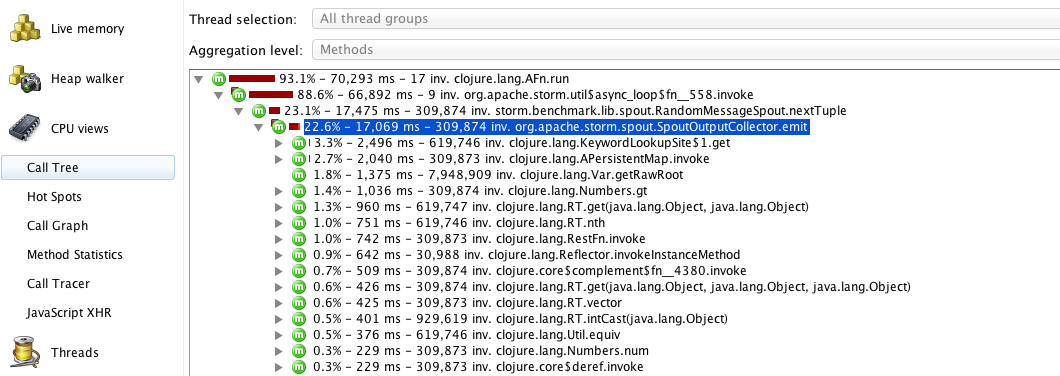 Live memory
Heap walker
CPU views
Call Tree
Hot Spots
Call Graph
Method Statistics
Call Tracer
JavaScript XHR
Threads
Thread selection: All thread groups
Aggregation level: Methods
93.1% - 70,293 ms - 17 inv. clojure.lang.AFn.run
88.6% - 66,892 ms - 9 inv. org.apache.storm.util$async_loop$fn__558.invoke
23.1% - 17,475 ms - 309,874 inv. storm.benchmark.lib.spout.RandomMessageSpout.nextTuple
22.6% - 17,069 ms - 309,874 inv. org.apache.storm.spout.SpoutOutputCollector.emit
3.3% - 2,496 ms - 619,746 inv. clojure.lang.KeywordLookupSite$1.get
2.7% - 2,040 ms - 309,873 inv. clojure.lang.APersistentMap.invoke
1.8% - 1,375 ms - 7,948,909 inv. clojure.lang.Var.getRawRoot
1.4% - 1,036 ms - 309,874 inv. clojure.lang.Numbers.gt
1.3% - 960 ms - 619,747 inv. clojure.lang.RT.get(java.lang.Object, java.lang.Object)
1.0% - 751 ms - 619,746 inv. clojure.lang.RT.nth
1.0% - 742 ms - 309,873 inv. clojure.lang.RestFn.invoke
0.9% - 642 ms - 30,988 inv. clojure.lang.Reflector.invokeInstanceMethod
0.7% - 509 ms - 309,874 inv. clojure.core$complement$fn__4380.invoke
0.6% - 426 ms - 309,874 inv. clojure.lang.RT.get(java.lang.Object, java.lang.Object, java.lang.Object)
0.6% - 425 ms - 309,873 inv. clojure.lang.RT.vector
0.5% - 401 ms - 929,619 inv. clojure.lang.RT.intCast(java.lang.Object)
0.5% - 376 ms - 619,746 inv. clojure.lang.Util.equiv
0.3% - 229 ms - 309,874 inv. clojure.lang.Numbers.num
0.3% - 229 ms - 309,873 inv. clojure.core$deref.invoke